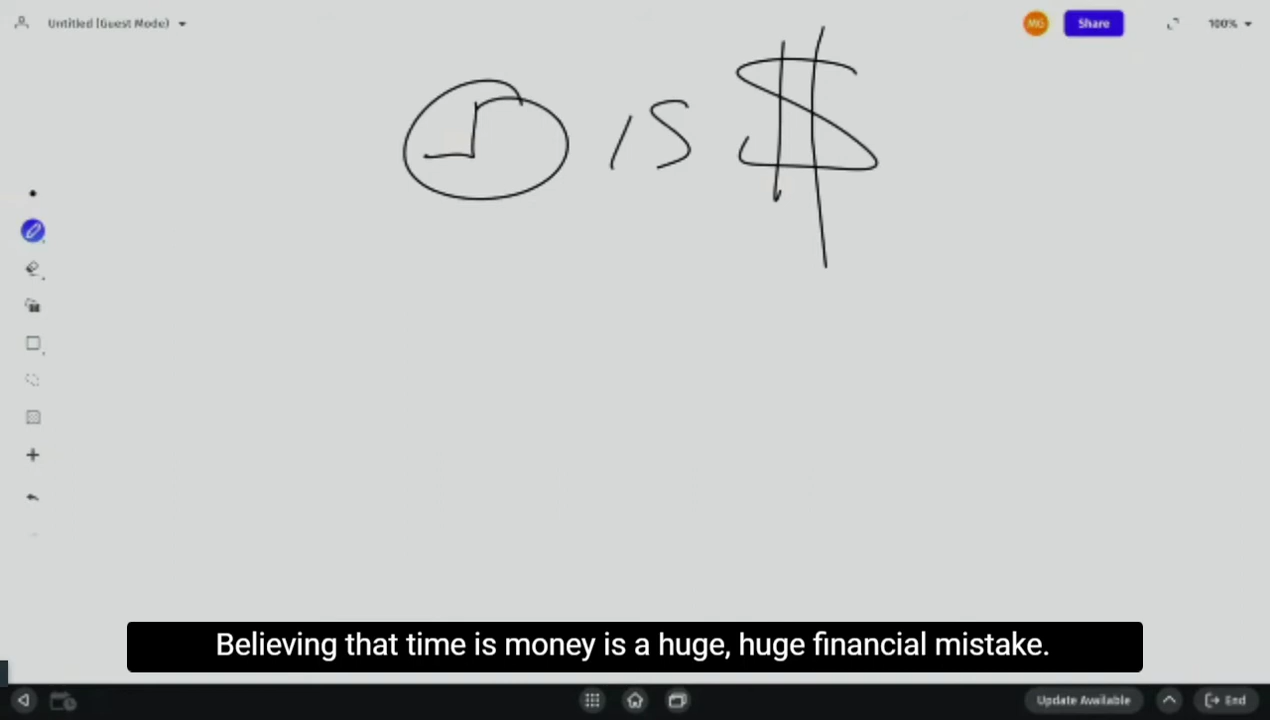 Untitled (Guest Mode)
MG
Share
100%
is $
Believing that time is money is a huge, huge financial mistake.
Update Available
End